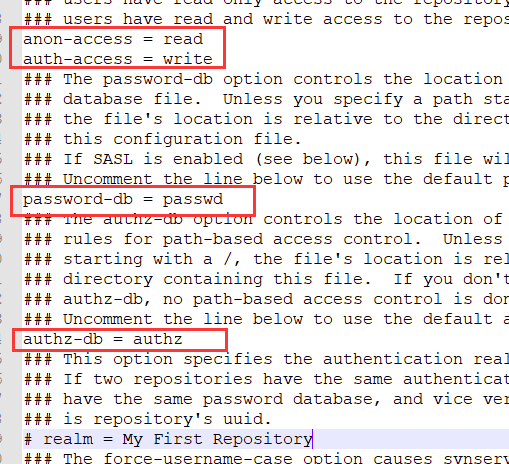 ### users have read only access to the repository
### users have read and write access to the repos
anon-access = read
auth-access = write
### The password-db option controls the location
### database file.  Unless you specify a path sta
### the file's location is relative to the direct
### this configuration file.
### If SASL is enabled (see below), this file wil
### Uncomment the line below to use the default p
password-db = passwd
### The authz-db option controls the location of
### rules for path-based access control.  Unless
### starting with a /, the file's location is rel
### directory containing this file.  If you don't
### authz-db, no path-based access control is don
### Uncomment the line below to use the default a
authz-db = authz
### This option specifies the authentication real
### If two repositories have the same authenticat
### have the same password database, and vice ver
### is repository's uuid.
# realm = My First Repository
### The force-username-case option causes svnserv